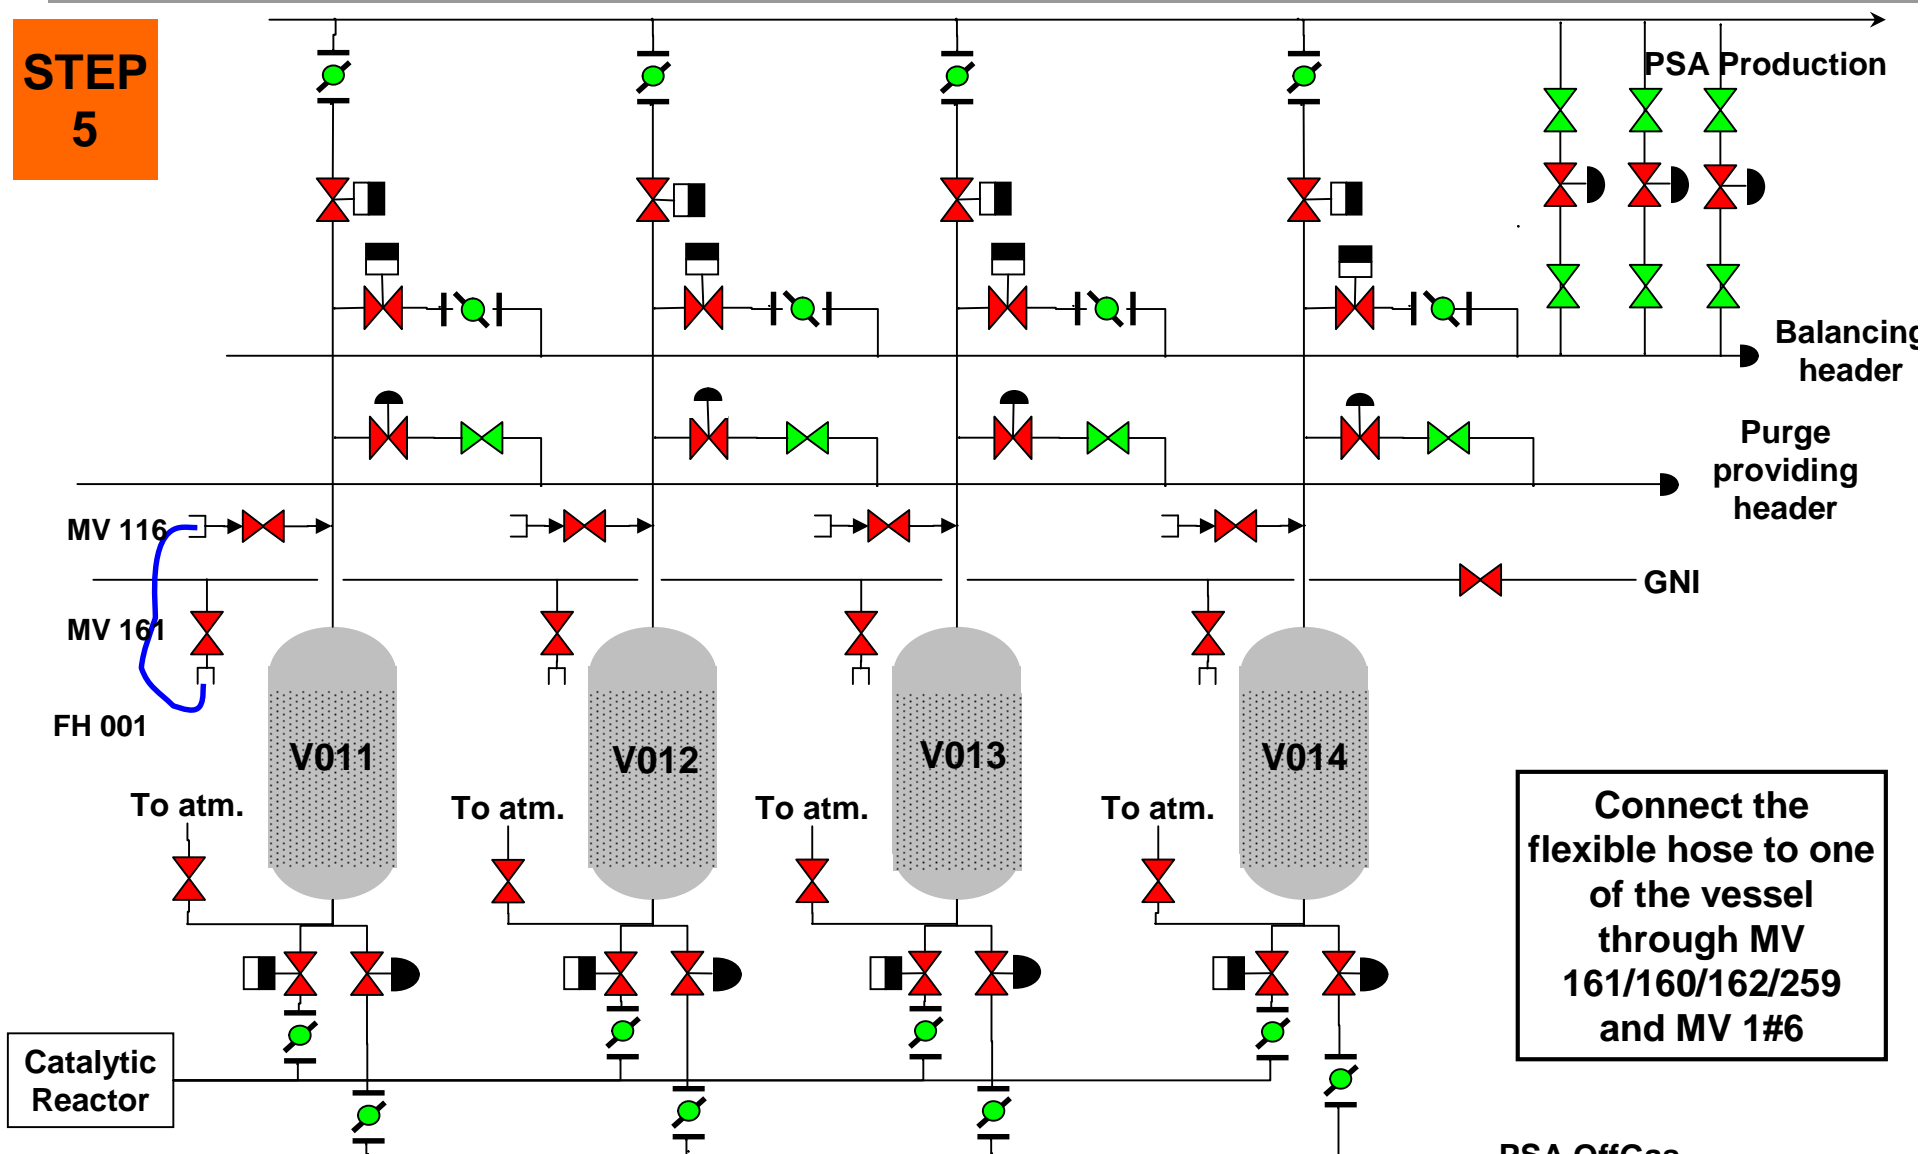 STEP
5
PSA Production
Balancing
header
Purge
providing
header
MV 116
GNI
MV 161
FH 001
V011
V012
V013
V014
To atm.
To atm.
To atm.
To atm.
Connect the
flexible hose to one
of the vessel
through MV
161/160/162/259
and MV 1#6
Catalytic
Reactor
PSA OffGas